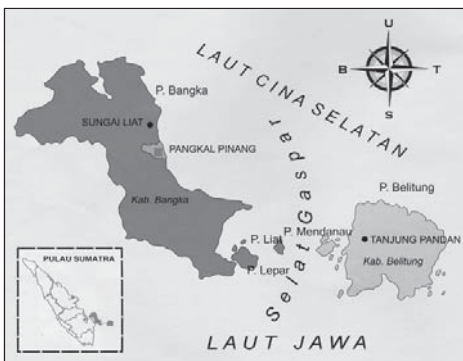 LAUT CINA SELATAN
U
B
T
S
P. Bangka
SUNGAI LIAT
PANGKAL PINANG
Kab. Bangka
Selat Gaspar
P. Belitung
P. Liat
P. Mendanau
TANJUNG PANDAN
Kab. Belitung
P. Lepar
PULAU SUMATRA
LAUT JAWA